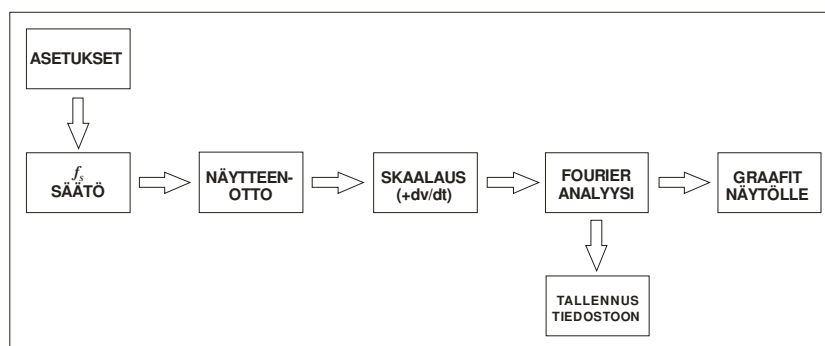 ASETUKSET
fs
SÄÄTÖ
NÄYTTEEN-
OTTO
SKAALAUS
(+dv/dt)
FOURIER
ANALYYSI
GRAAFIT
NÄYTÖLLE
TALLENNUS
TIEDOSTOON